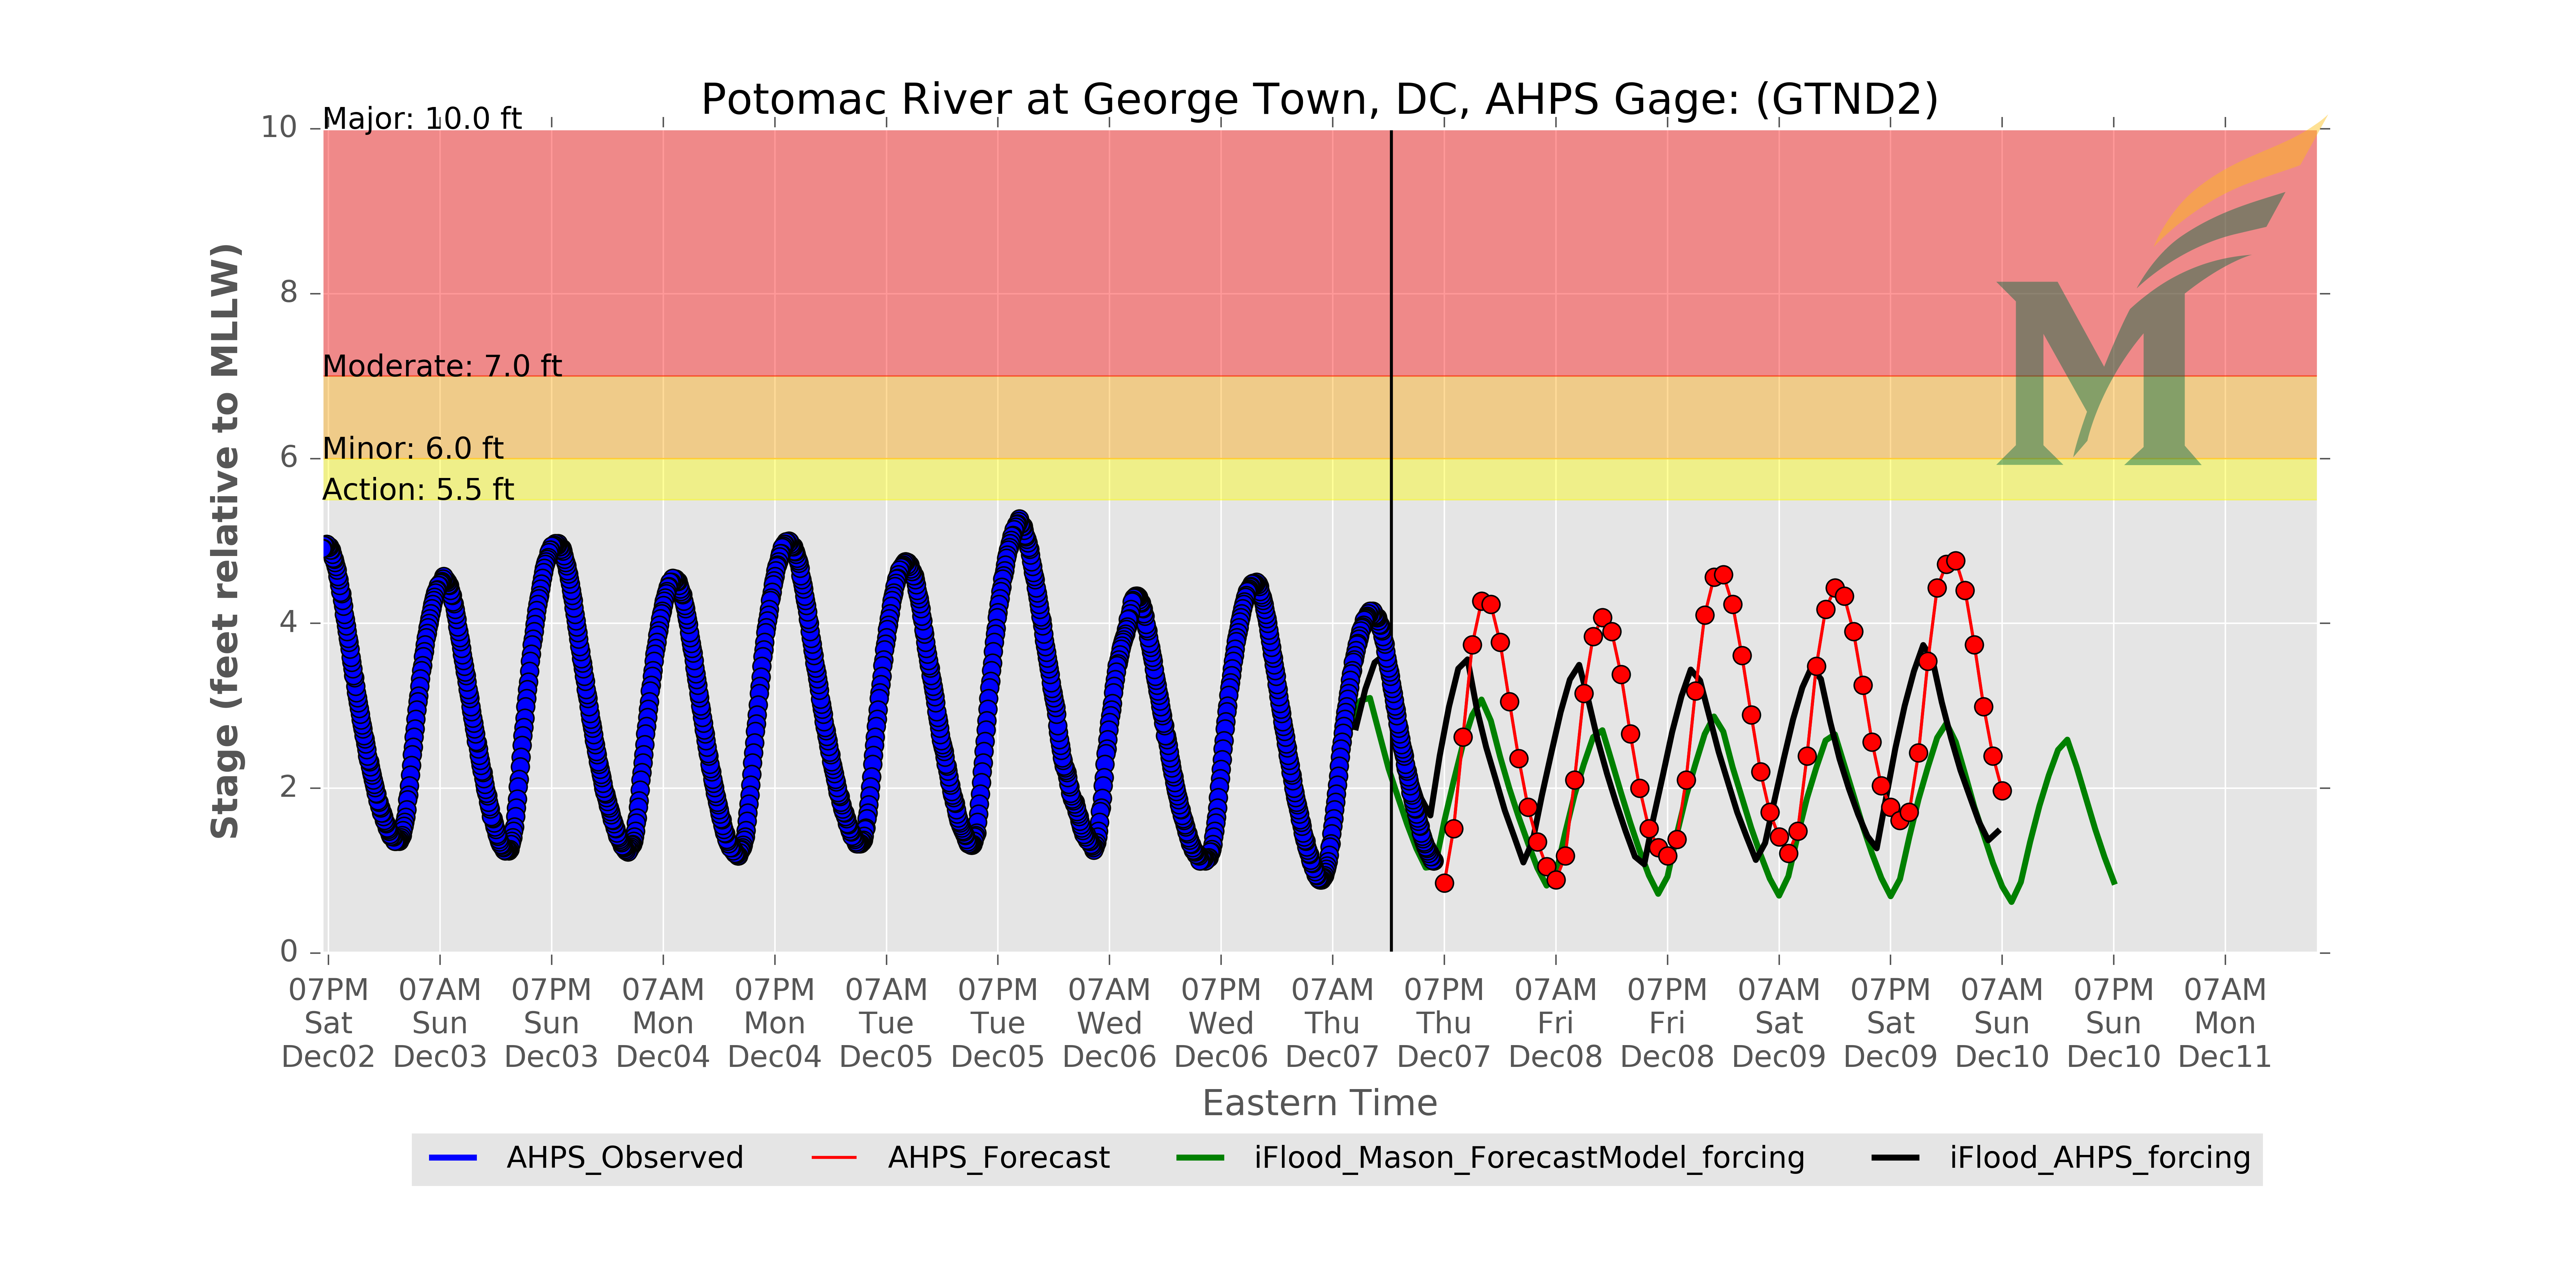 Potomac River at George Town, DC, AHPS Gage: (GTND2)
Major: 10.0 ft
Moderate: 7.0 ft
Minor: 6.0 ft
Action: 5.5 ft
Stage (feet relative to MLLW)
10
8
6
4
2
0
07PM 07AM 07PM 07AM 07PM 07AM 07PM 07AM 07PM 07AM 07PM 07AM 07PM 07AM 07PM 07AM 07PM 07AM
Sat Sun Sun Mon Mon Tue Tue Wed Wed Thu Thu Fri Fri Sat Sat Sun Sun Mon
Dec02 Dec03 Dec03 Dec04 Dec04 Dec05 Dec05 Dec06 Dec06 Dec07 Dec07 Dec08 Dec08 Dec09 Dec09 Dec10 Dec10 Dec11
Eastern Time
AHPS_Observed AHPS_Forecast iFlood_Mason_ForecastModel_forcing iFlood_AHPS_forcing
M